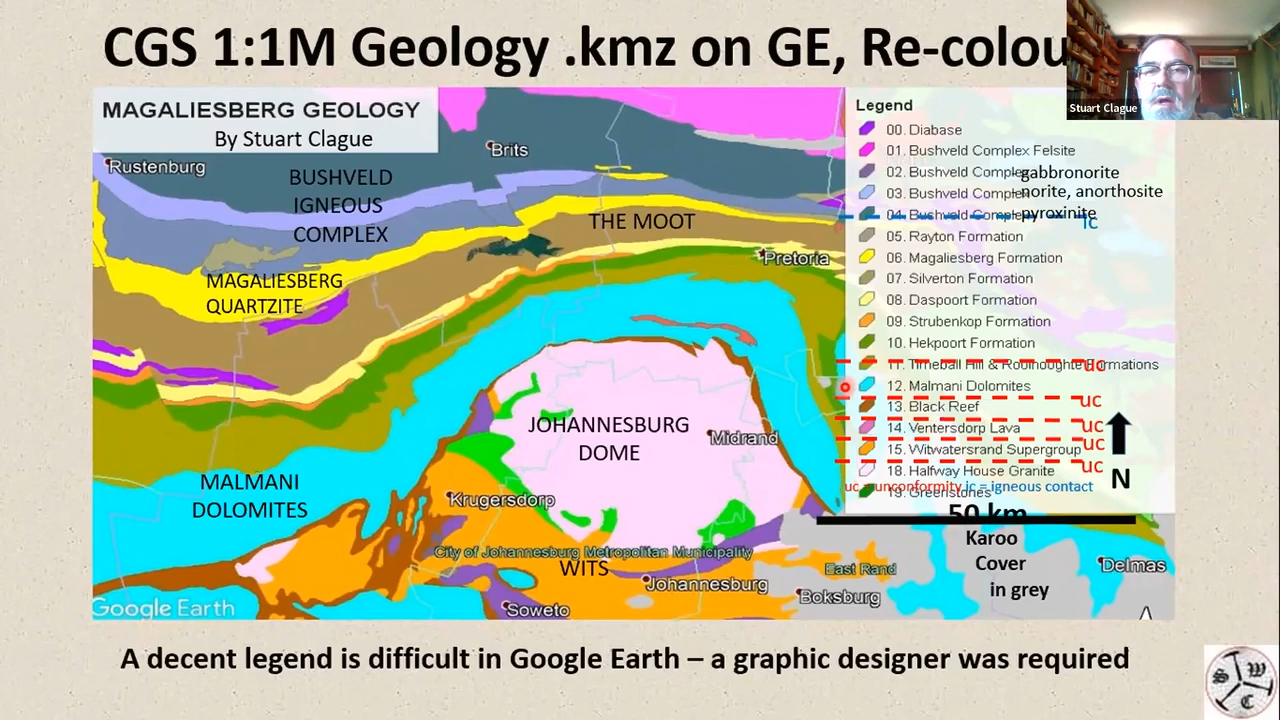 CGS 1:1M Geology .kmz on GE, Re-colou
Stuart Clague
MAGALIESBERG GEOLOGY
By Stuart Clague
Rustenburg
Brits
BUSHVELD
IGNEOUS
COMPLEX
THE MOOT
Pretoria
MAGALIESBERG
QUARTZITE
JOHANNESBURG
DOME
Midrand
MALMANI
DOLOMITES
Krugersdorp
City of Johannesburg Metropolitan Municipality
WITS
Johannesburg
East Rand
Boksburg
Soweto
Delmas
Google Earth
Legend
00. Diabase
01. Bushveld Complex Felsite
02. Bushveld Complex gabbronorite
03. Bushveld Complex norite, anorthosite
04. Bushveld Complex pyroxinite
ic
05. Rayton Formation
06. Magaliesberg Formation
07. Silverton Formation
08. Daspoort Formation
09. Strubenkop Formation
10. Hekpoort Formation
11. Timeball Hill & Rooihooghte Formations
uc
12. Malmani Dolomites
uc
13. Black Reef
uc
14. Ventersdorp Lava
uc
15. Witwatersrand Supergroup
uc
18. Halfway House Granite
19. Greenstones
uc = unconformity ic = igneous contact
N
50 km
Karoo
Cover
in grey
A decent legend is difficult in Google Earth – a graphic designer was required
S W C